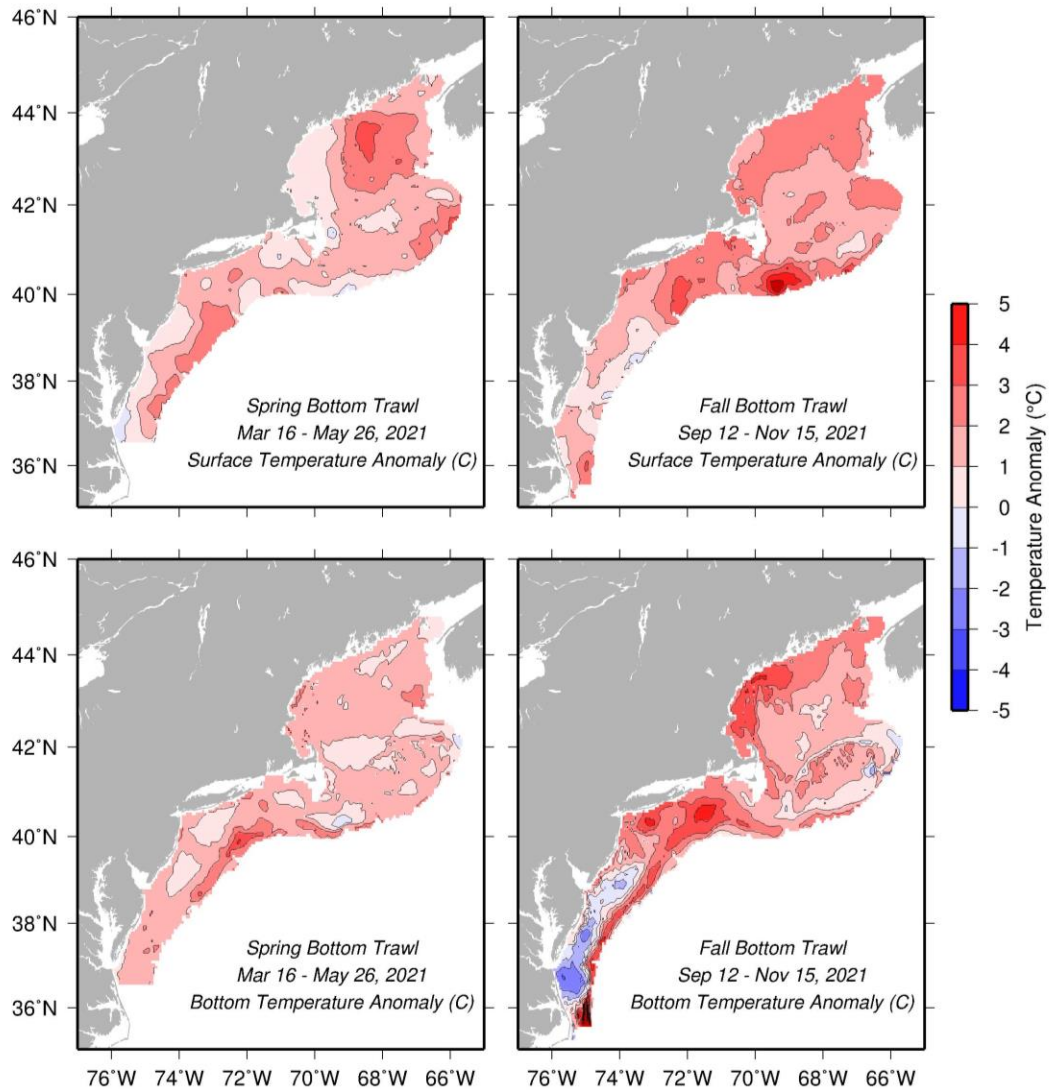 46°N
44°N
42°N
40°N
38°N
36°N
Spring Bottom Trawl
Mar 16 - May 26, 2021
Surface Temperature Anomaly (C)
Fall Bottom Trawl
Sep 12 - Nov 15, 2021
Surface Temperature Anomaly (C)
46°N
44°N
42°N
40°N
38°N
36°N
Spring Bottom Trawl
Mar 16 - May 26, 2021
Bottom Temperature Anomaly (C)
Fall Bottom Trawl
Sep 12 - Nov 15, 2021
Bottom Temperature Anomaly (C)
76°W 74°W 72°W 70°W 68°W 66°W
76°W 74°W 72°W 70°W 68°W 66°W
5
4
3
2
1
0
-1
-2
-3
-4
-5
Temperature Anomaly (°C)